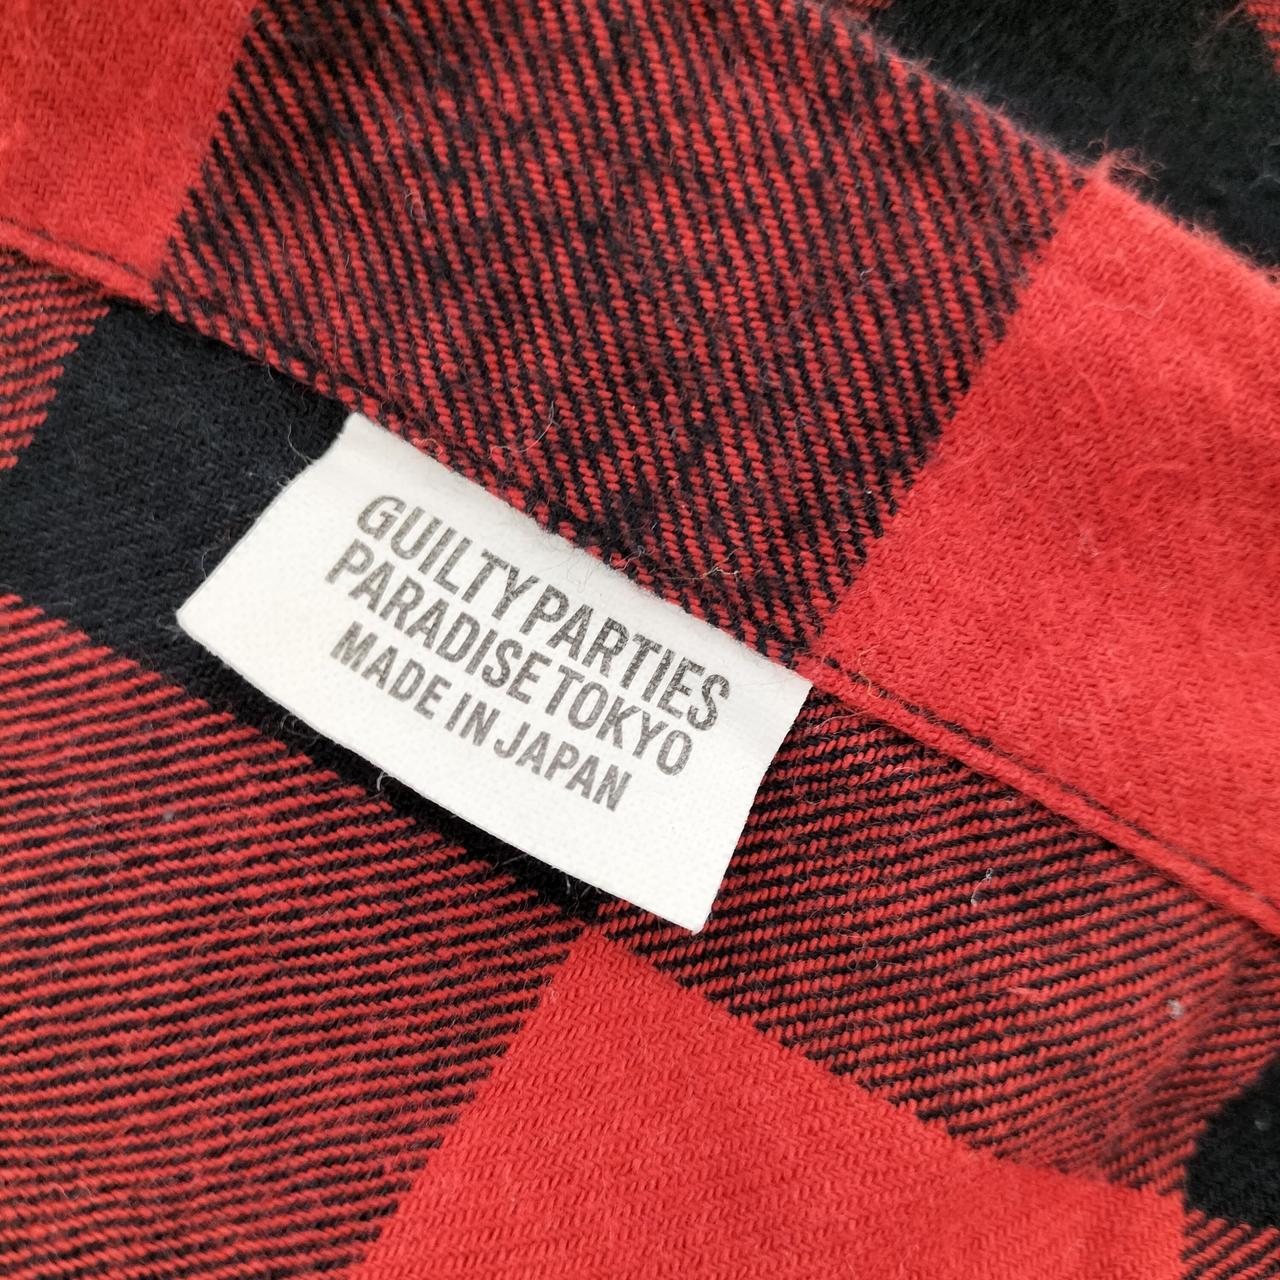 GUILTY PARTIES
PARADISE TOKYO
MADE IN JAPAN